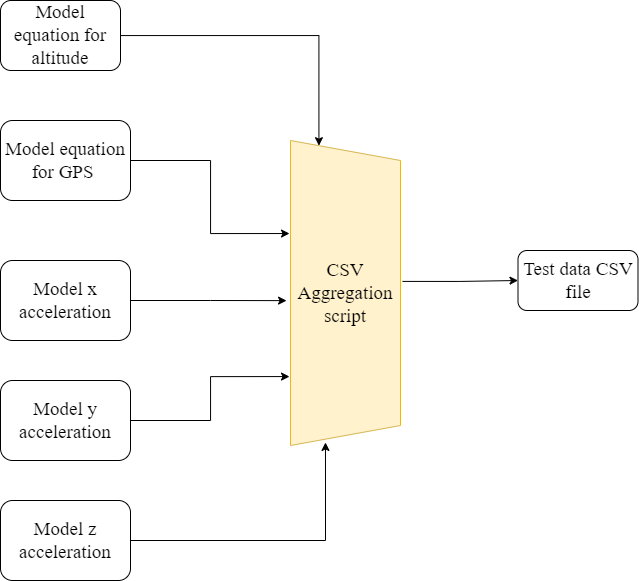 Model
equation for
altitude
Model equation
for GPS
Model x
acceleration
Model y
acceleration
Model z
acceleration
CSV
Aggregation
script
Test data CSV
file